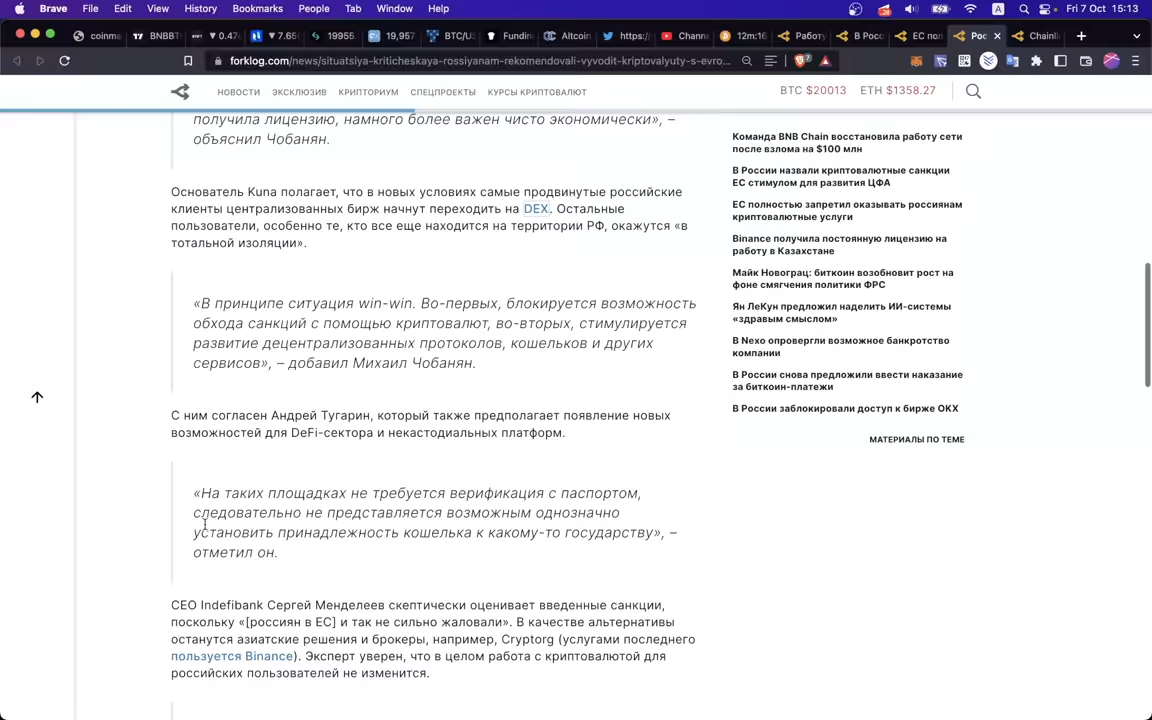 Brave File Edit View History Bookmarks People Tab Window Help
A Fri 7 Oct 15:13
coinma BNBBT ▼0.47 ▼7.65 19955. 19,957 BTC/U Fundin Altcoin https:/ Chann 12m:16 Работу В Росс ЕС пол Рос Chainli
forklog.com/news/situatsiya-kriticheskaya-rossiyanam-rekomendovali-vyvodit-kriptovalyuty-s-evro...
НОВОСТИ ЭКСКЛЮЗИВ КРИПТОРИУМ СПЕЦПРОЕКТЫ КУРСЫ КРИПТОВАЛЮТ BTC $20013 ETH $1358.27
получила лицензию, намного более важен чисто экономически», –
объяснил Чобанян.
Основатель Kuna полагает, что в новых условиях самые продвинутые российские
клиенты централизованных бирж начнут переходить на DEX. Остальные
пользователи, особенно те, кто все еще находится на территории РФ, окажутся «в
тотальной изоляции».
«В принципе ситуация win-win. Во-первых, блокируется возможность
обхода санкций с помощью криптовалют, во-вторых, стимулируется
развитие децентрализованных протоколов, кошельков и других
сервисов», – добавил Михаил Чобанян.
С ним согласен Андрей Тугарин, который также предполагает появление новых
возможностей для DeFi-сектора и некастодиальных платформ.
«На таких площадках не требуется верификация с паспортом,
следовательно не представляется возможным однозначно
установить принадлежность кошелька к какому-то государству», –
отметил он.
CEO Indefibank Сергей Менделеев скептически оценивает введенные санкции,
поскольку «[россиян в ЕС] и так не сильно жаловали». В качестве альтернативы
останутся азиатские решения и брокеры, например, Cryptorg (услугами последнего
пользуется Binance). Эксперт уверен, что в целом работа с криптовалютой для
российских пользователей не изменится.
Команда BNB Chain восстановила работу сети
после взлома на $100 млн
В России назвали криптовалютные санкции
ЕС стимулом для развития ЦФА
ЕС полностью запретил оказывать россиянам
криптовалютные услуги
Binance получила постоянную лицензию на
работу в Казахстане
Майк Новограц: биткоин возобновит рост на
фоне смягчения политики ФРС
Ян ЛеКун предложил наделить ИИ-системы
«здравым смыслом»
В Nexo опровергли возможное банкротство
компании
В России снова предложили ввести наказание
за биткоин-платежи
В России заблокировали доступ к бирже OKX
МАТЕРИАЛЫ ПО ТЕМЕ